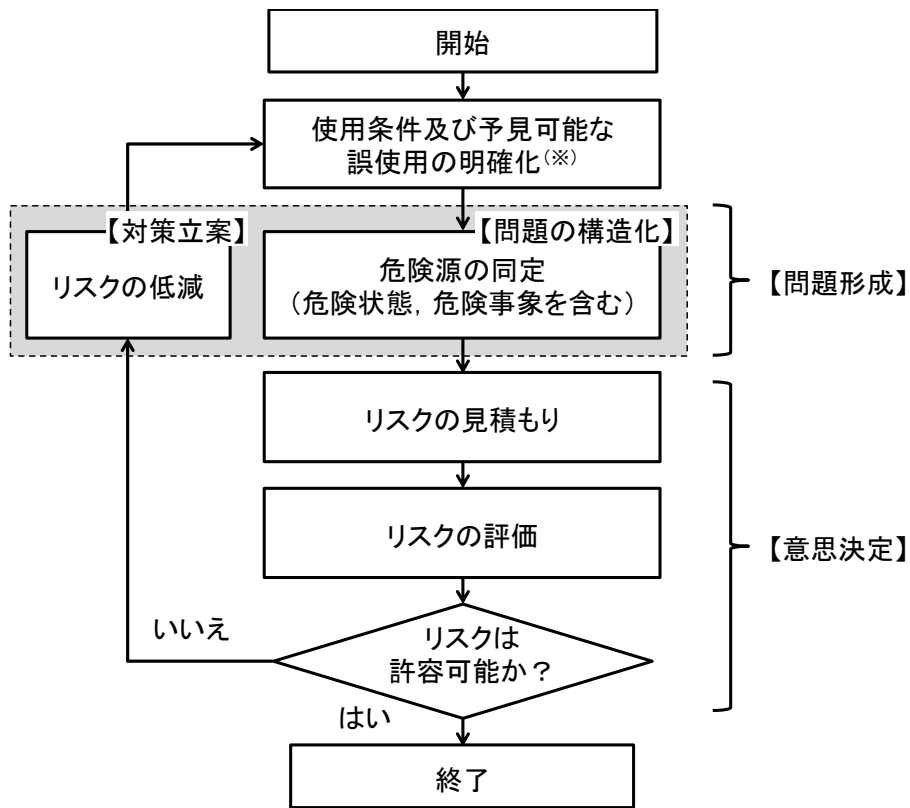 開始
使用条件及び予見可能な
誤使用の明確化(※)
【対策立案】
リスクの低減
【問題の構造化】
危険源の同定
(危険状態, 危険事象を含む)
【問題形成】
リスクの見積もり
リスクの評価
【意思決定】
いいえ
リスクは
許容可能か?
はい
終了